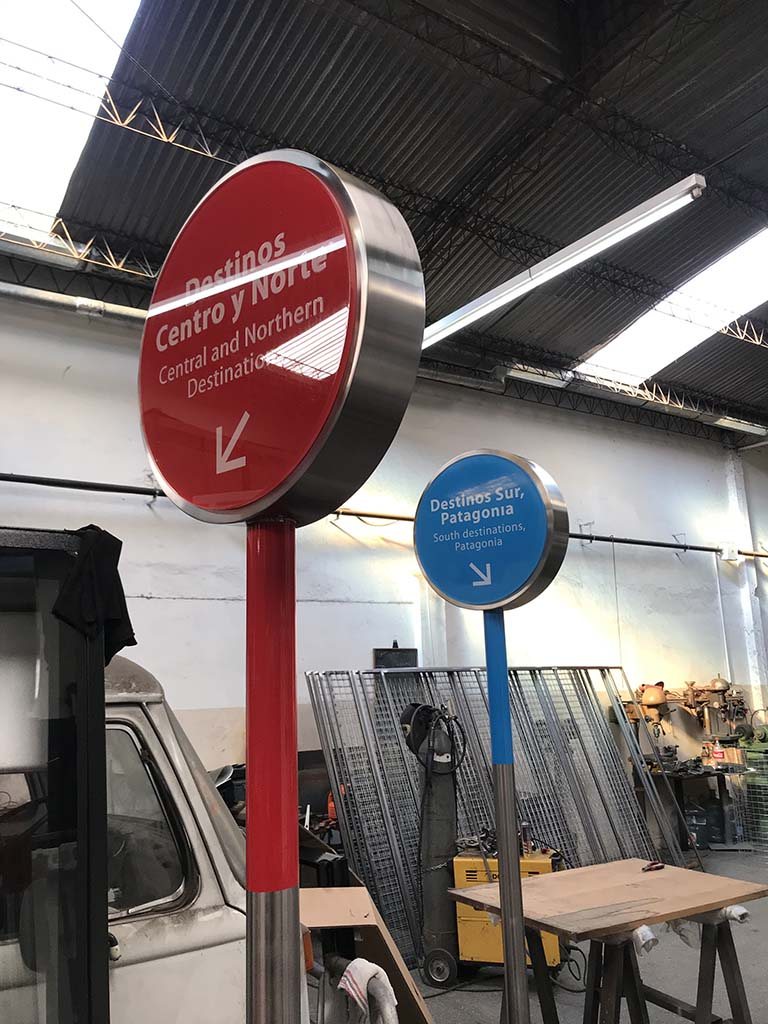 Destinos
Centro y Norte
Central and Northern
Destinations
Destinos Sur,
Patagonia
South destinations,
Patagonia